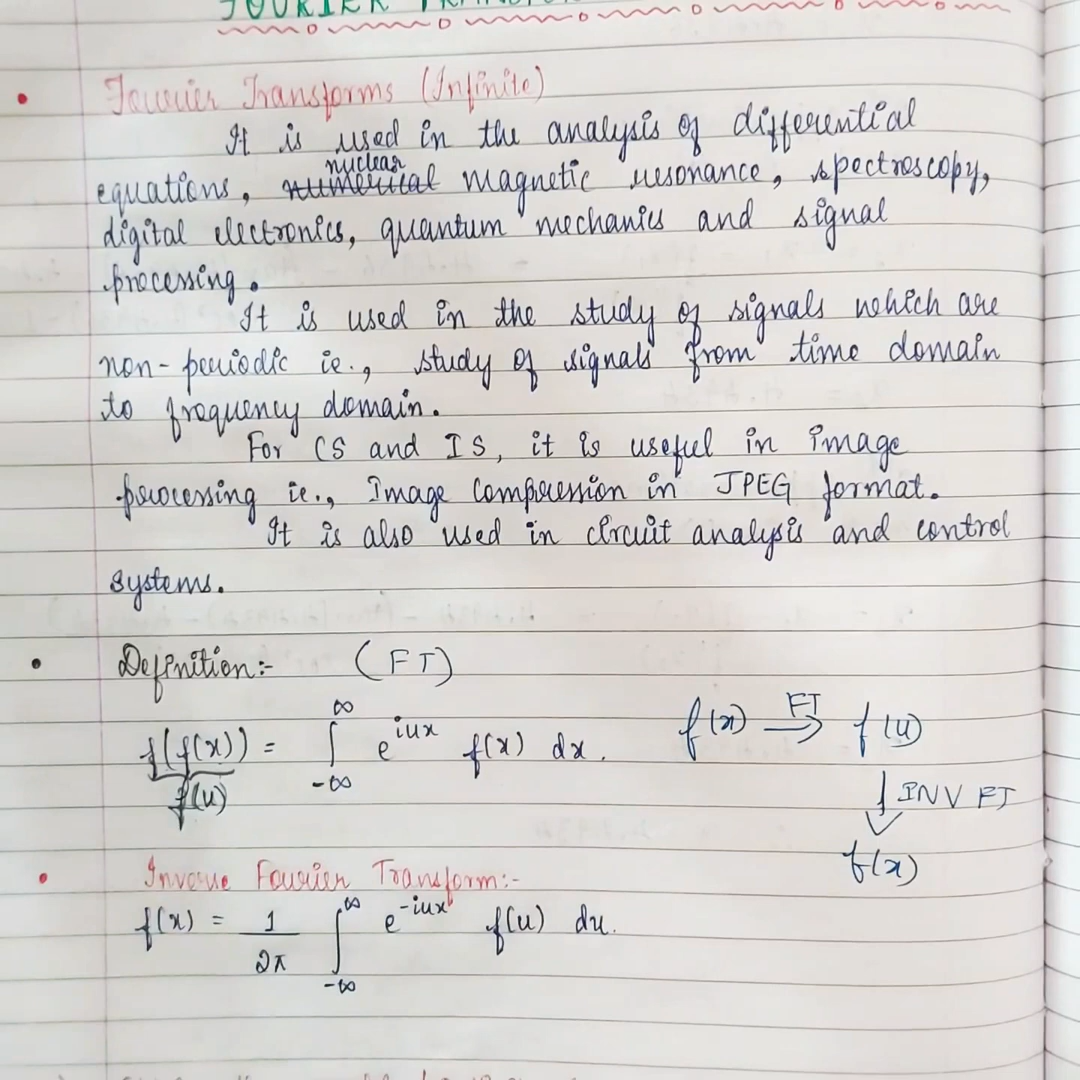 FOURIER TRANSFOR
Fourier Transforms (Infinite)
It is used in the analysis of differential
nuclear
equations, numerical magnetic resonance, spectroscopy,
digital electronics, quantum mechanics and signal
processing.
It is used in the study of signals which are
non-periodic ie., study of signals from time domain
to frequency domain.
For CS and IS, it is useful in image
processing ie., Image compression in JPEG format.
It is also used in circuit analysis and control
systems.
Definition:- (FT)
f(f(x)) = ∫_{-∞}^{∞} e^{iux} f(x) dx.
f(u)
f(x) ⟶ FT f(u)
↓ INV FT
f(x)
Inverse Fourier Transform:-
f(x) = 1/2π ∫_{-∞}^{∞} e^{-iux} f(u) du.